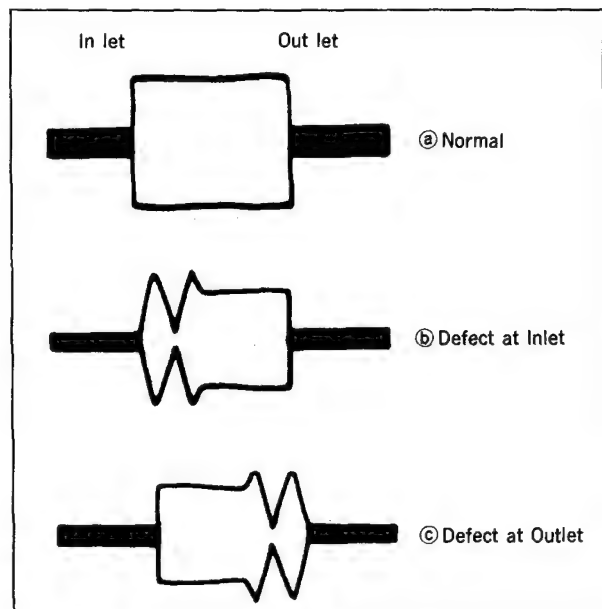 In let Out let
ⓐ Normal
ⓑ Defect at Inlet
ⓒ Defect at Outlet